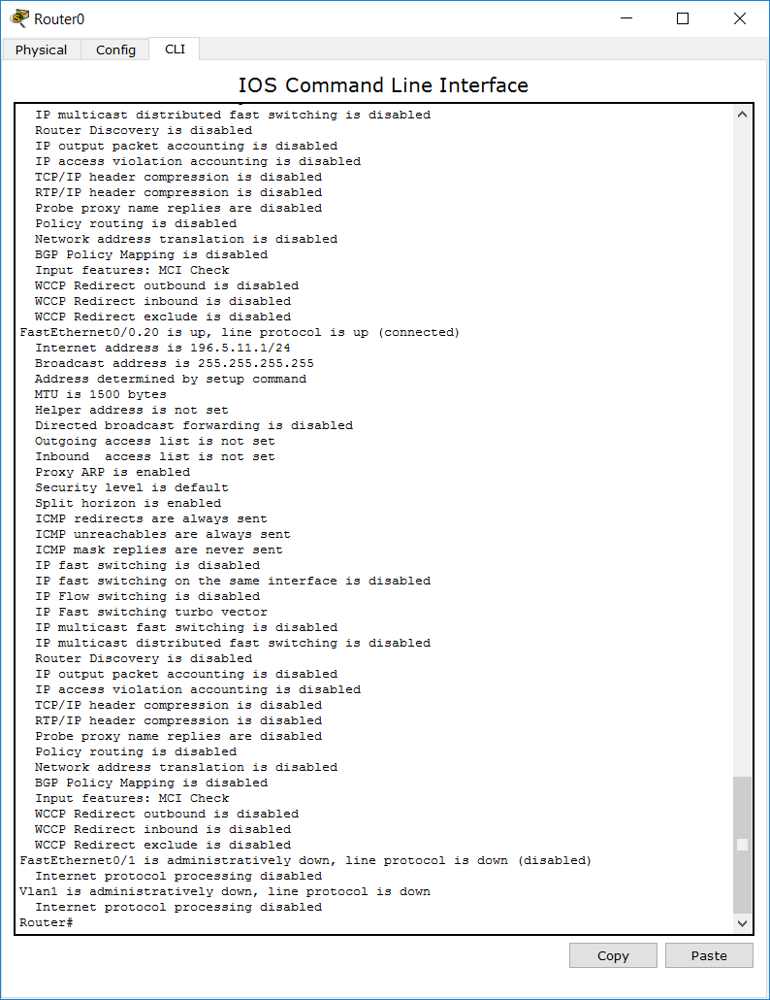 Router0
Physical Config CLI
IOS Command Line Interface
IP multicast distributed fast switching is disabled
Router Discovery is disabled
IP output packet accounting is disabled
IP access violation accounting is disabled
TCP/IP header compression is disabled
RTP/IP header compression is disabled
Probe proxy name replies are disabled
Policy routing is disabled
Network address translation is disabled
BGP Policy Mapping is disabled
Input features: MCI Check
WCCP Redirect outbound is disabled
WCCP Redirect inbound is disabled
WCCP Redirect exclude is disabled
FastEthernet0/0.20 is up, line protocol is up (connected)
Internet address is 196.5.11.1/24
Broadcast address is 255.255.255.255
Address determined by setup command
MTU is 1500 bytes
Helper address is not set
Directed broadcast forwarding is disabled
Outgoing access list is not set
Inbound  access list is not set
Proxy ARP is enabled
Security level is default
Split horizon is enabled
ICMP redirects are always sent
ICMP unreachables are always sent
ICMP mask replies are never sent
IP fast switching is disabled
IP fast switching on the same interface is disabled
IP Flow switching is disabled
IP Fast switching turbo vector
IP multicast fast switching is disabled
IP multicast distributed fast switching is disabled
Router Discovery is disabled
IP output packet accounting is disabled
IP access violation accounting is disabled
TCP/IP header compression is disabled
RTP/IP header compression is disabled
Probe proxy name replies are disabled
Policy routing is disabled
Network address translation is disabled
BGP Policy Mapping is disabled
Input features: MCI Check
WCCP Redirect outbound is disabled
WCCP Redirect inbound is disabled
WCCP Redirect exclude is disabled
FastEthernet0/1 is administratively down, line protocol is down (disabled)
Internet protocol processing disabled
Vlan1 is administratively down, line protocol is down
Internet protocol processing disabled
Router#
Copy Paste